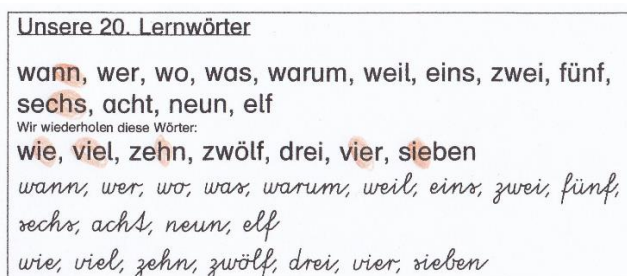 Unsere 20. Lernwörter
wann, wer, wo, was, warum, weil, eins, zwei, fünf,
sechs, acht, neun, elf
Wir wiederholen diese Wörter:
wie, viel, zehn, zwölf, drei, vier, sieben
wann, wer, wo, was, warum, weil, eins, zwei, fünf,
sechs, acht, neun, elf
wie, viel, zehn, zwölf, drei, vier, sieben